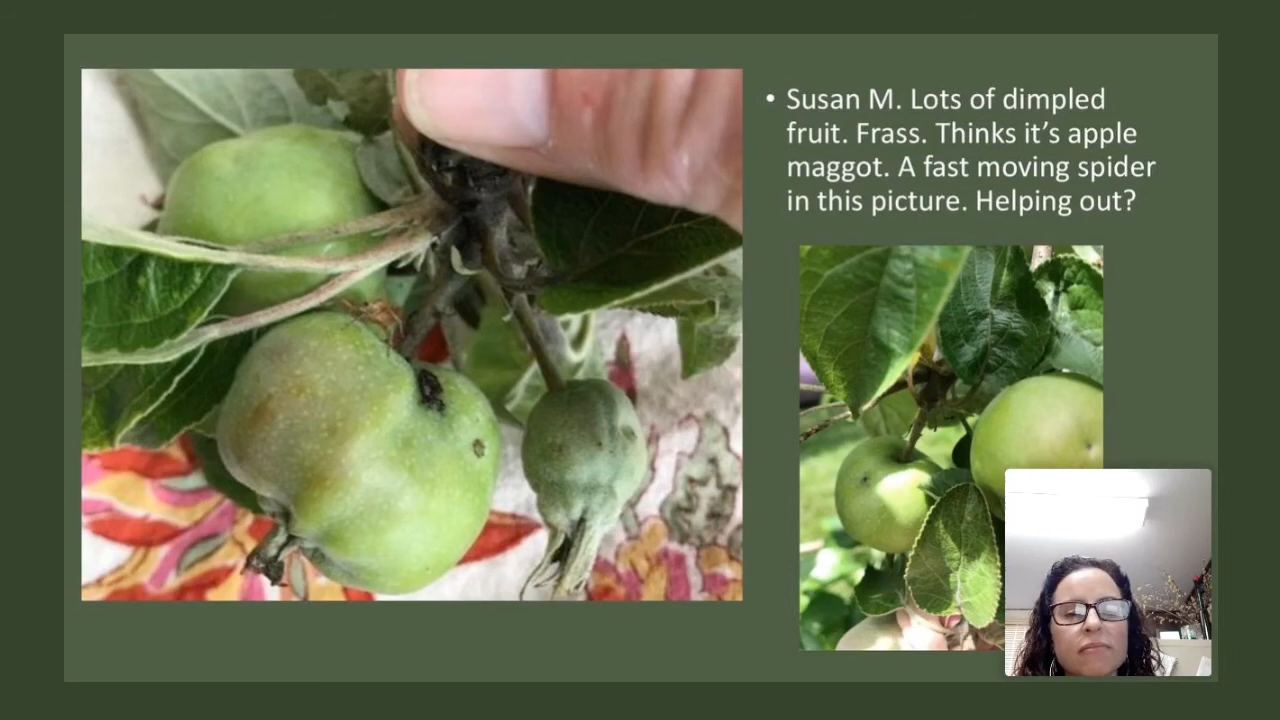 • Susan M. Lots of dimpled
fruit. Frass. Thinks it’s apple
maggot. A fast moving spider
in this picture. Helping out?